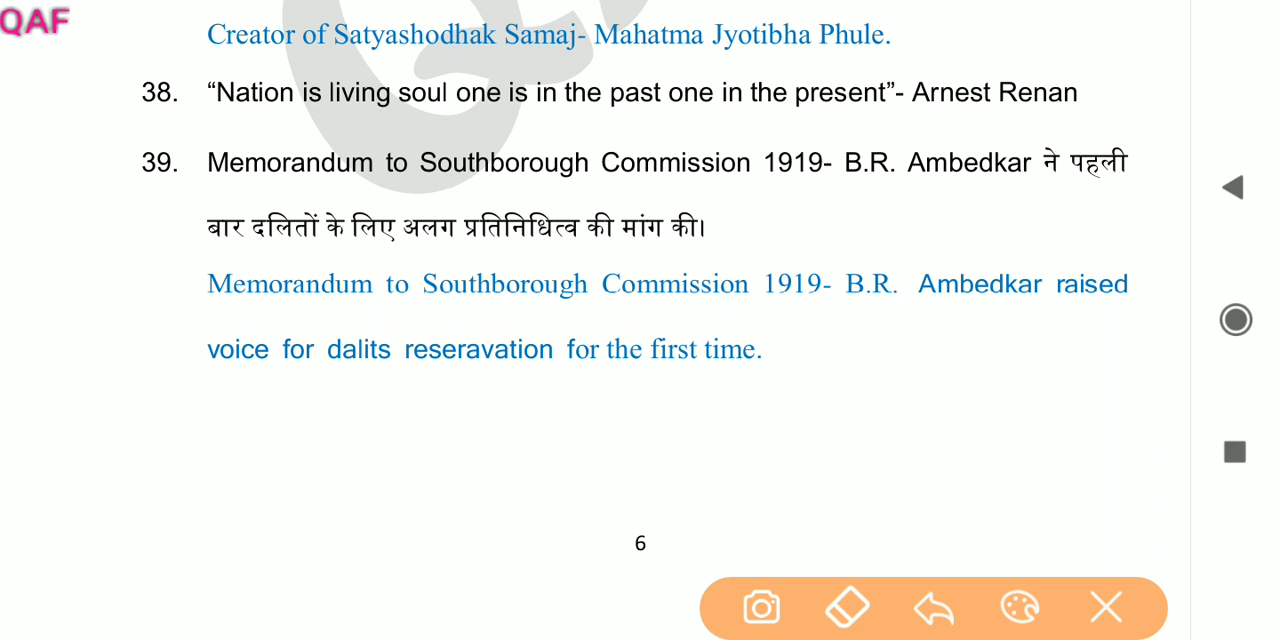 QAF
Creator of Satyashodhak Samaj- Mahatma Jyotibha Phule.
38. “Nation is living soul one is in the past one in the present”- Arnest Renan
39. Memorandum to Southborough Commission 1919- B.R. Ambedkar ने पहली
बार दलितों के लिए अलग प्रतिनिधित्व की मांग की।
Memorandum to Southborough Commission 1919- B.R. Ambedkar raised
voice for dalits reseravation for the first time.
6